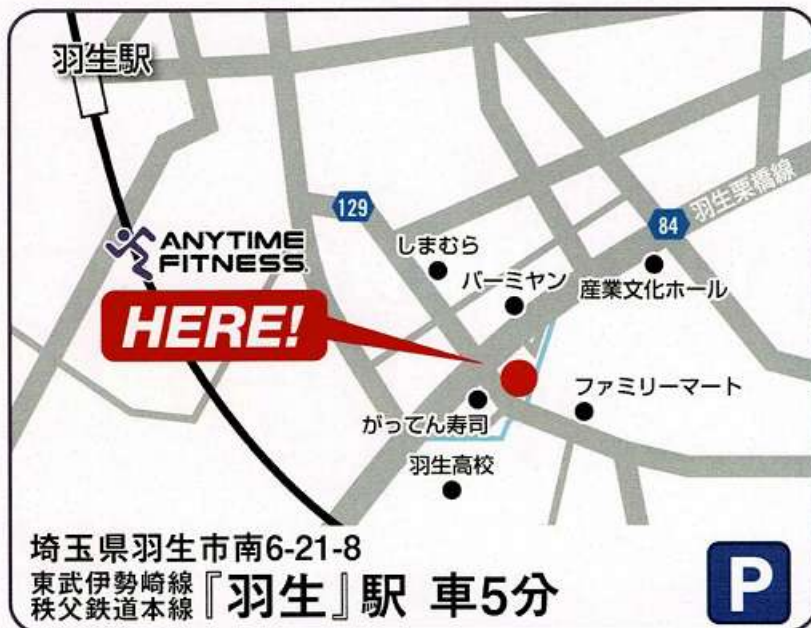 羽生駅
129
84
羽生栗橋線
ANYTIME
FITNESS.
しまむら
バーミヤン
産業文化ホール
HERE!
ファミリーマート
がってん寿司
羽生高校
埼玉県羽生市南6-21-8
東武伊勢崎線
秩父鉄道本線
『羽生』駅 車5分
P